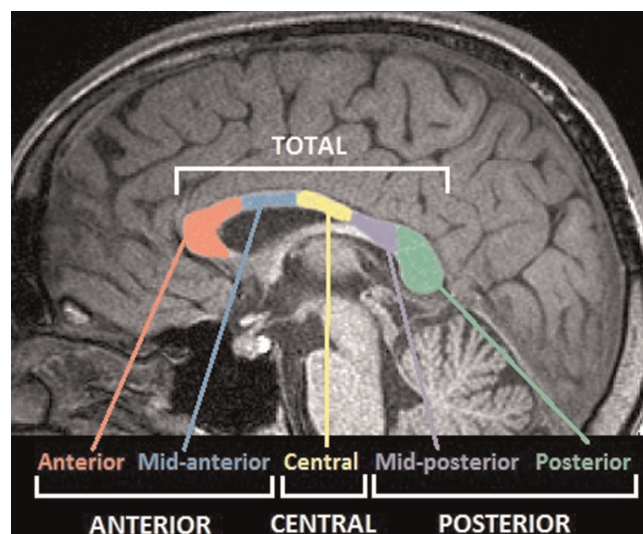 TOTAL
Anterior Mid-anterior Central Mid-posterior Posterior
ANTERIOR CENTRAL POSTERIOR